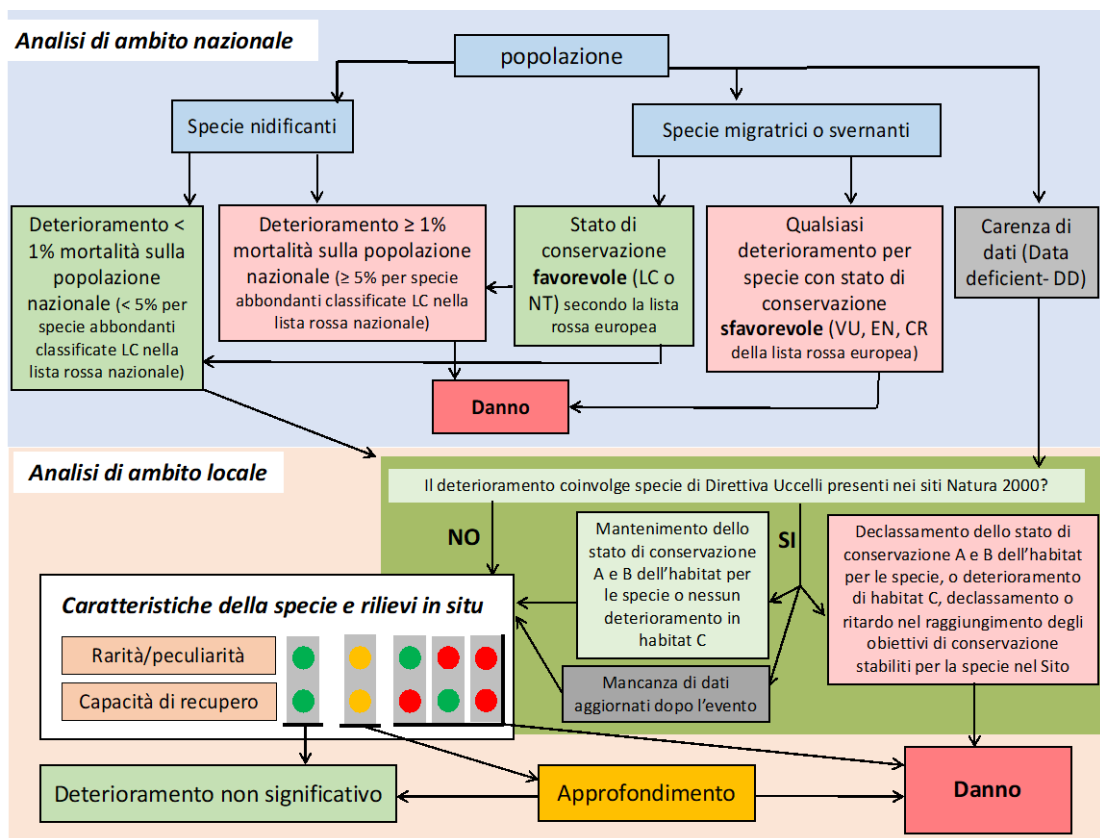 Analisi di ambito nazionale
popolazione
Specie nidificanti
Specie migratrici o svernanti
Deterioramento <
1% mortalità sulla
popolazione
nazionale (< 5% per
specie abbondanti
classificate LC nella
lista rossa nazionale)
Deterioramento ≥ 1%
mortalità sulla popolazione
nazionale (≥ 5% per specie
abbondanti classificate LC nella
lista rossa nazionale)
Stato di
conservazione
favorevole (LC o
NT) secondo la lista
rossa europea
Qualsiasi
deterioramento per
specie con stato di
conservazione
sfavorevole (VU, EN, CR
della lista rossa europea)
Carenza di
dati (Data
deficient- DD)
Danno
Analisi di ambito locale
Il deterioramento coinvolge specie di Direttiva Uccelli presenti nei siti Natura 2000?
NO
Mantenimento dello
stato di conservazione
A e B dell’habitat per
le specie o nessun
deterioramento in
habitat C
SI
Declassamento dello stato di
conservazione A e B dell’habitat
per le specie, o deterioramento
di habitat C, declassamento o
ritardo nel raggiungimento degli
obiettivi di conservazione
stabiliti per la specie nel Sito
Mancanza di dati
aggiornati dopo l’evento
Caratteristiche della specie e rilievi in situ
Rarità/peculiarità
Capacità di recupero
Deterioramento non significativo
Approfondimento
Danno